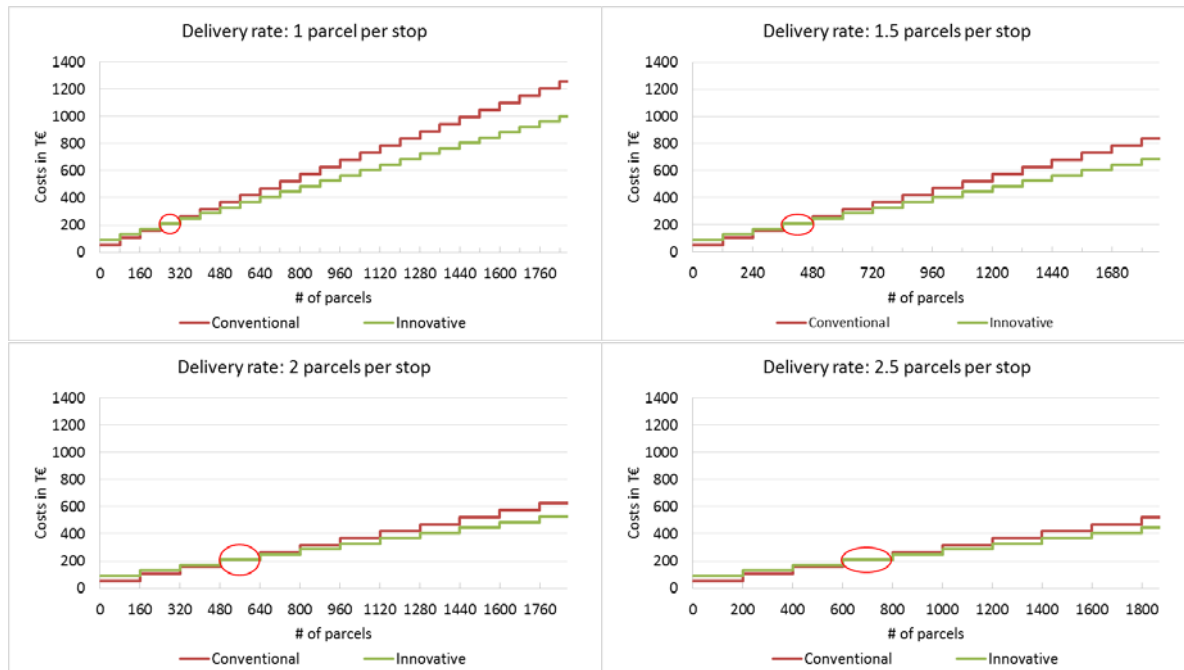 Delivery rate: 1 parcel per stop
1400
1200
1000
800
600
400
200
0
Costs in T€
0 160 320 480 640 800 960 1120 1280 1440 1600 1760
# of parcels
Conventional Innovative
Delivery rate: 1.5 parcels per stop
1400
1200
1000
800
600
400
200
0
Costs in T€
0 240 480 720 960 1200 1440 1680
# of parcels
Conventional Innovative
Delivery rate: 2 parcels per stop
1400
1200
1000
800
600
400
200
0
Costs in T€
0 160 320 480 640 800 960 1120 1280 1440 1600 1760
# of parcels
Conventional Innovative
Delivery rate: 2.5 parcels per stop
1400
1200
1000
800
600
400
200
0
Costs in T€
0 200 400 600 800 1000 1200 1400 1600 1800
# of parcels
Conventional Innovative